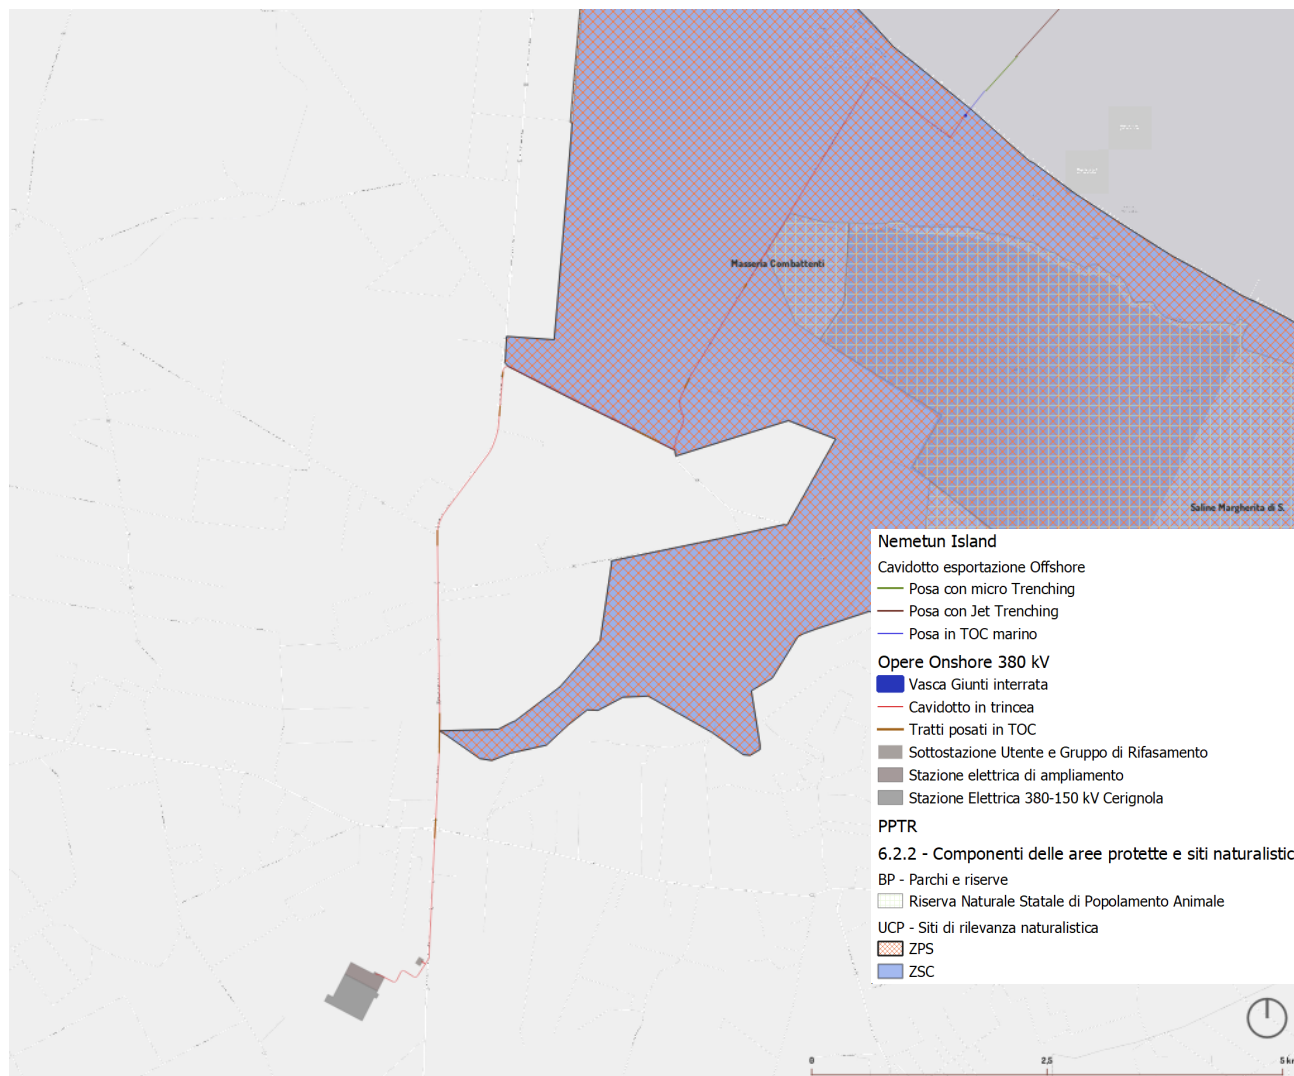 Masseria Combattenti
Saline Margherita di S.
Nemetun Island
Cavidotto esportazione Offshore
Posa con micro Trenching
Posa con Jet Trenching
Posa in TOC marino
Opere Onshore 380 kV
Vasca Giunti interrata
Cavidotto in trincea
Tratti posati in TOC
Sottostazione Utente e Gruppo di Rifasamento
Stazione elettrica di ampliamento
Stazione Elettrica 380-150 kV Cerignola
PPTR
6.2.2 - Componenti delle aree protette e siti naturalistic
BP - Parchi e riserve
Riserva Naturale Statale di Popolamento Animale
UCP - Siti di rilevanza naturalistica
ZPS
ZSC
0 2,5 5 k